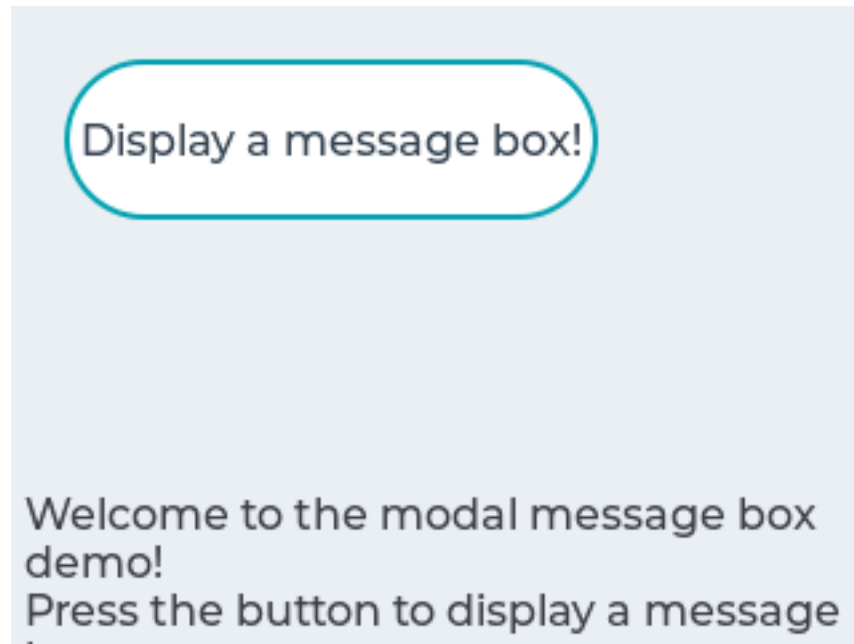 Display a message box!
Welcome to the modal message box
demo!
Press the button to display a message